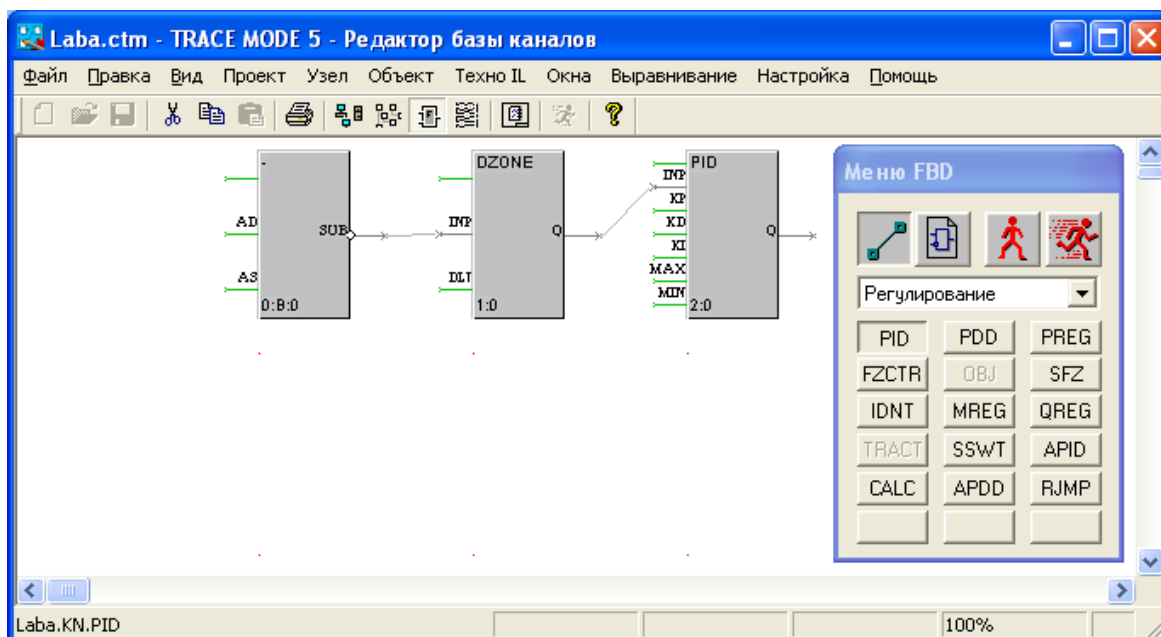 Laba.ctm - TRACE MODE 5 - Редактор базы каналов
Файл Правка Вид Проект Узел Объект Техно IL Окна Выравнивание Настройка Помощь
- DZONE PID
INP
KP
AD SUB INP Q KD Q
KI
AS DLT MAX
MIN
0:B:0 1:0 2:0
Меню FBD
Регулирование
PID PDD PREG
FZCTR OBJ SFZ
IDNT MREG QREG
TRACT SSWT APID
CALC APDD RJMP
Laba.KN.PID 100%